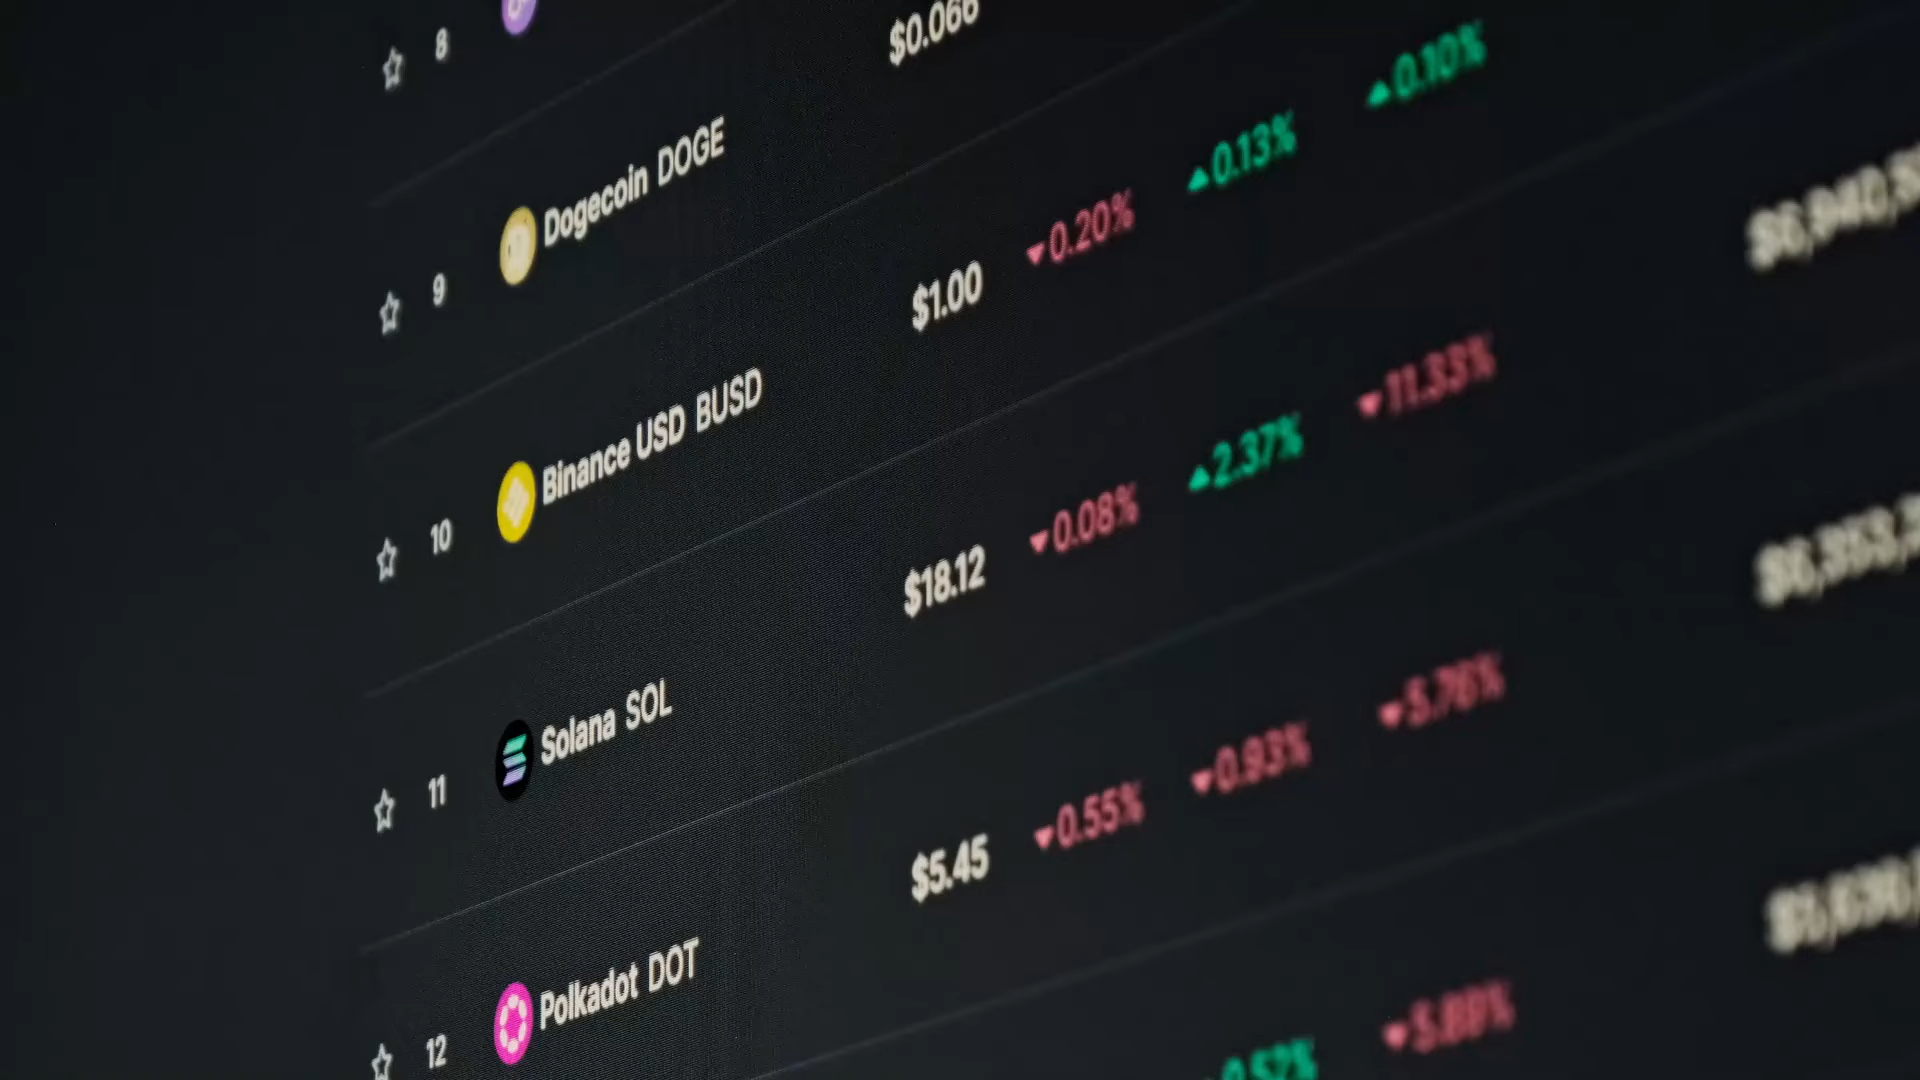 8
9 Dogecoin DOGE $0.066
10 Binance USD BUSD $1.00 ▼0.20% ▲0.13% ▲0.10%
11 Solana SOL $18.12 ▼0.08% ▲2.37% ▼11.33%
12 Polkadot DOT $5.45 ▼0.55% ▼0.93% ▼5.76%
0.52%